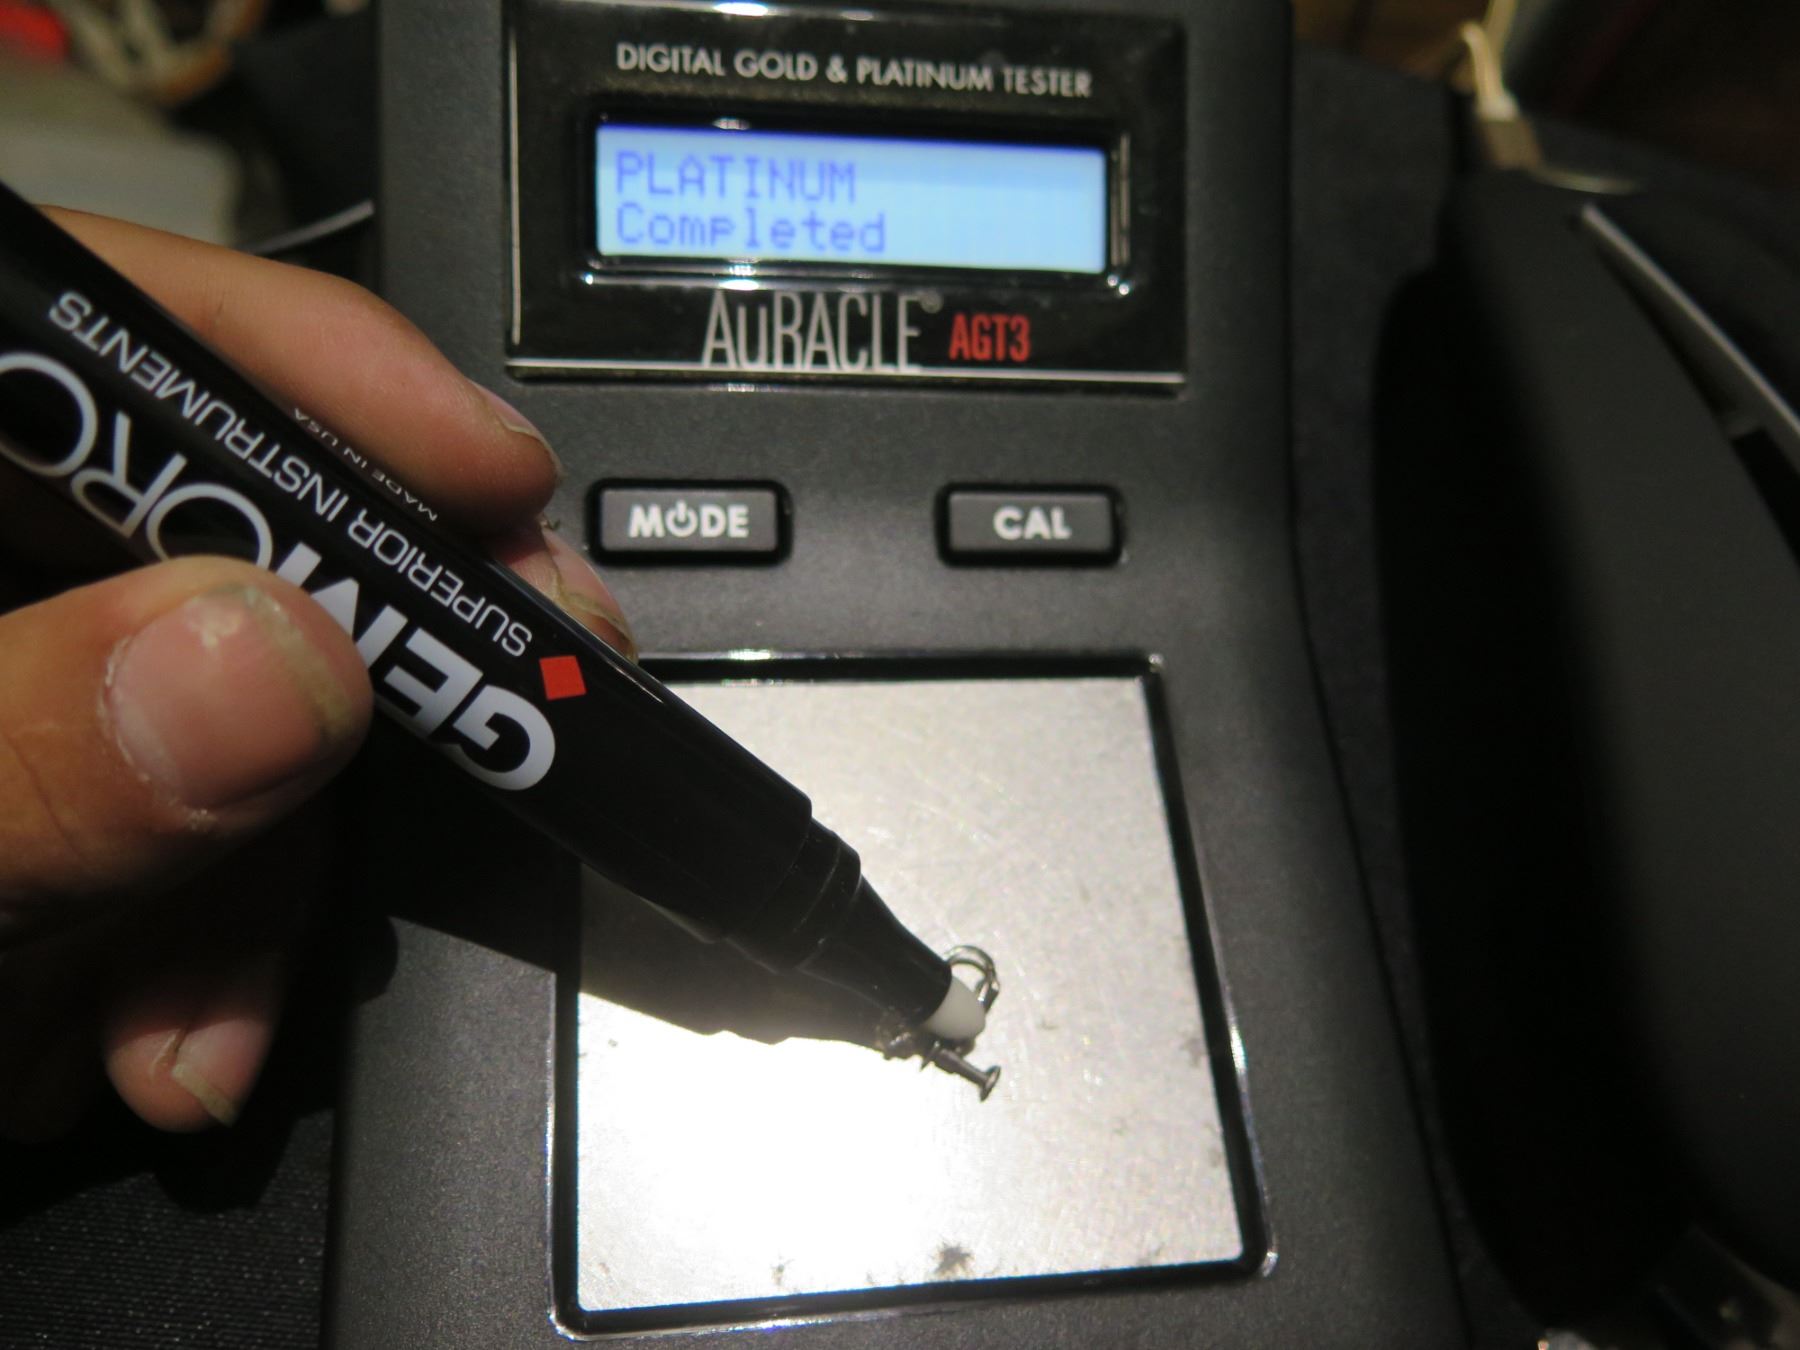 DIGITAL GOLD & PLATINUM TESTER
PLATINUM
Completed
AuRACLE® AGT3
MODE
CAL
GEMORO
SUPERIOR INSTRUMENTS
MADE IN USA